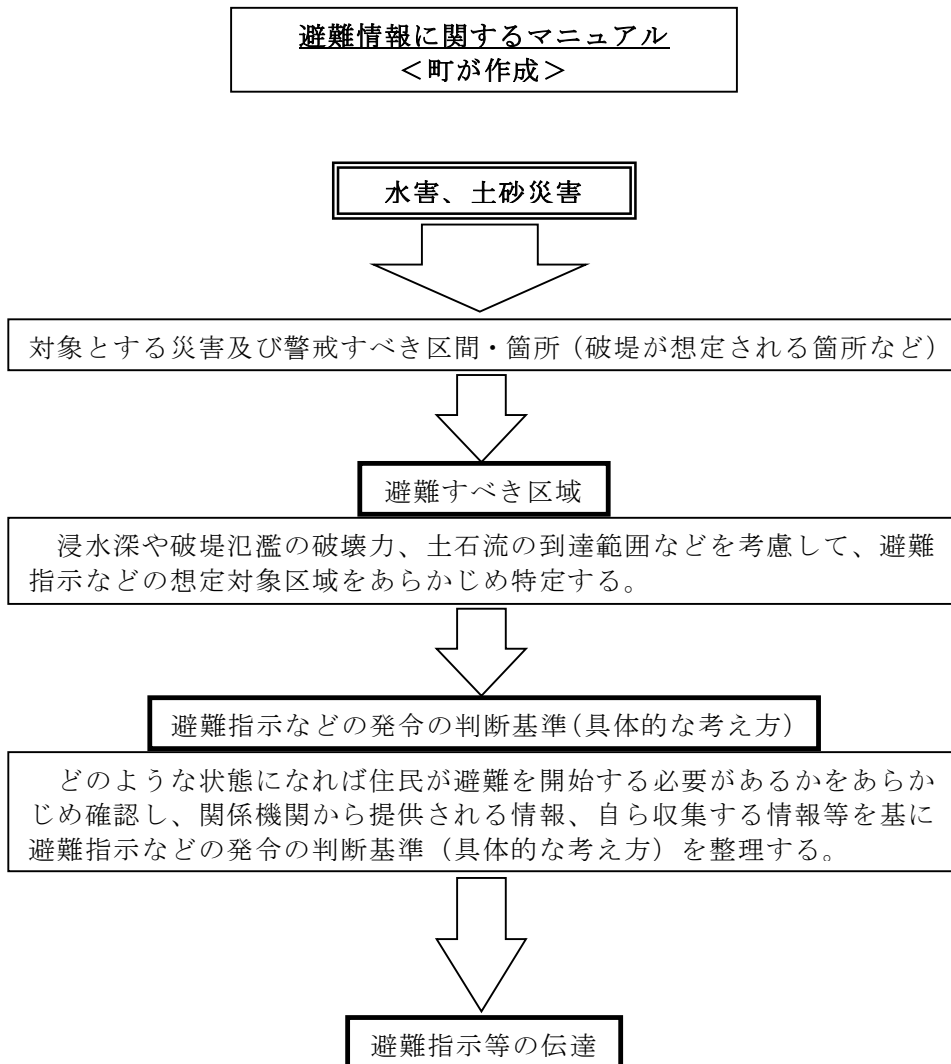 避難情報に関するマニュアル
＜町が作成＞
水害、土砂災害
対象とする災害及び警戒すべき区間・箇所（破堤が想定される箇所など）
避難すべき区域
浸水深や破堤氾濫の破壊力、土石流の到達範囲などを考慮して、避難
指示などの想定対象区域をあらかじめ特定する。
避難指示などの発令の判断基準（具体的な考え方）
どのような状態になれば住民が避難を開始する必要があるかをあらか
じめ確認し、関係機関から提供される情報、自ら収集する情報等を基に
避難指示などの発令の判断基準（具体的な考え方）を整理する。
避難指示等の伝達